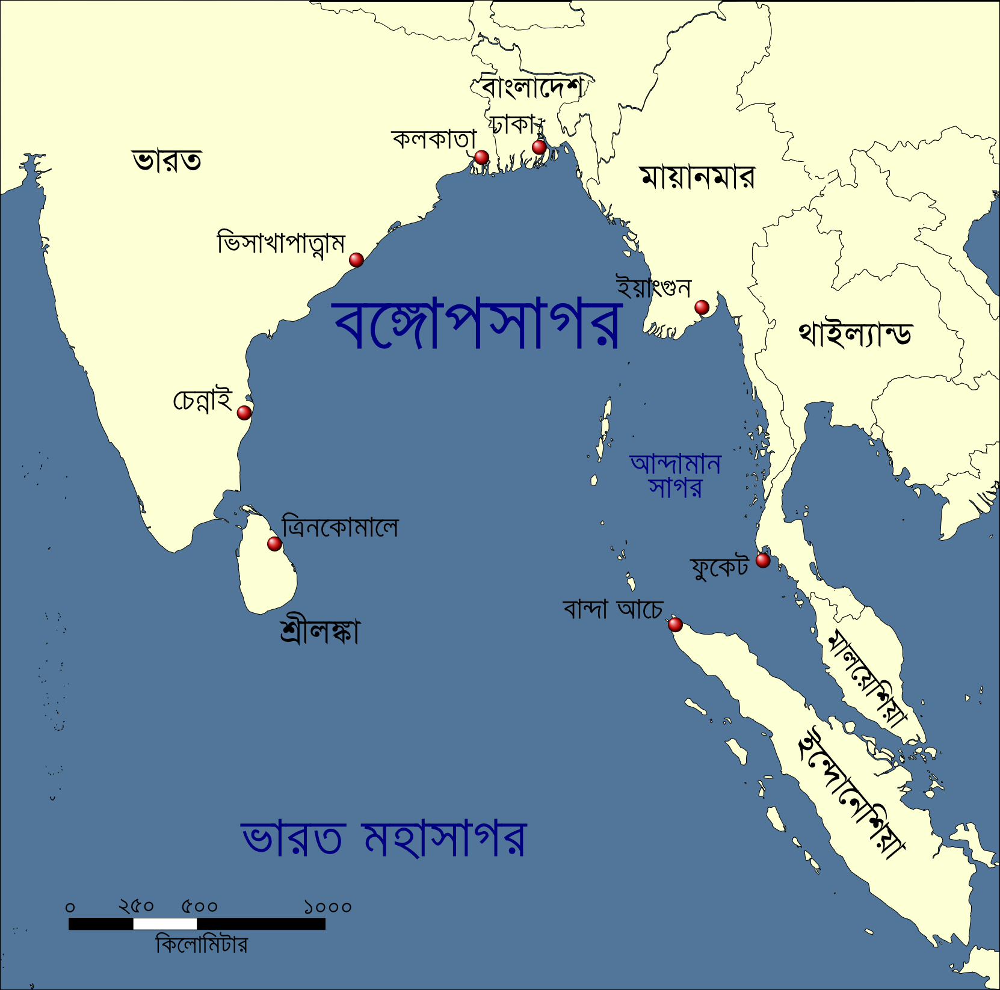 বাংলাদেশ
ঢাকা
কলকাতা
ভারত
মায়ানমার
ভিসাখাপাত্নাম
ইয়াংগুন
বঙ্গোপসাগর
থাইল্যান্ড
চেন্নাই
আন্দামান
সাগর
ত্রিনকোমালে
ফুকেট
বান্দা আচে
শ্রীলঙ্কা
মালয়েশিয়া
ইন্দোনেশিয়া
ভারত মহাসাগর
০ ২৫০ ৫০০ ১০০০
কিলোমিটার